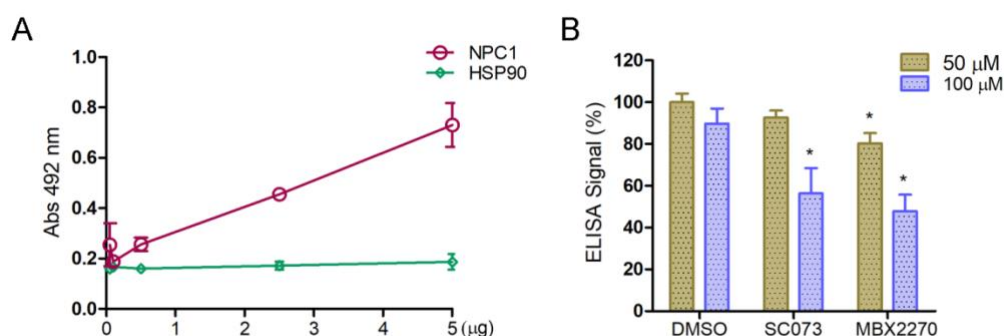 A
NPC1
HSP90
Abs 492 nm
1.0
0.8
0.6
0.4
0.2
0.0
0 1 2 3 4 5 (μg)
B
50 μM
100 μM
ELISA Signal (%)
120
100
80
60
40
20
0
* * *
DMSO SC073 MBX2270